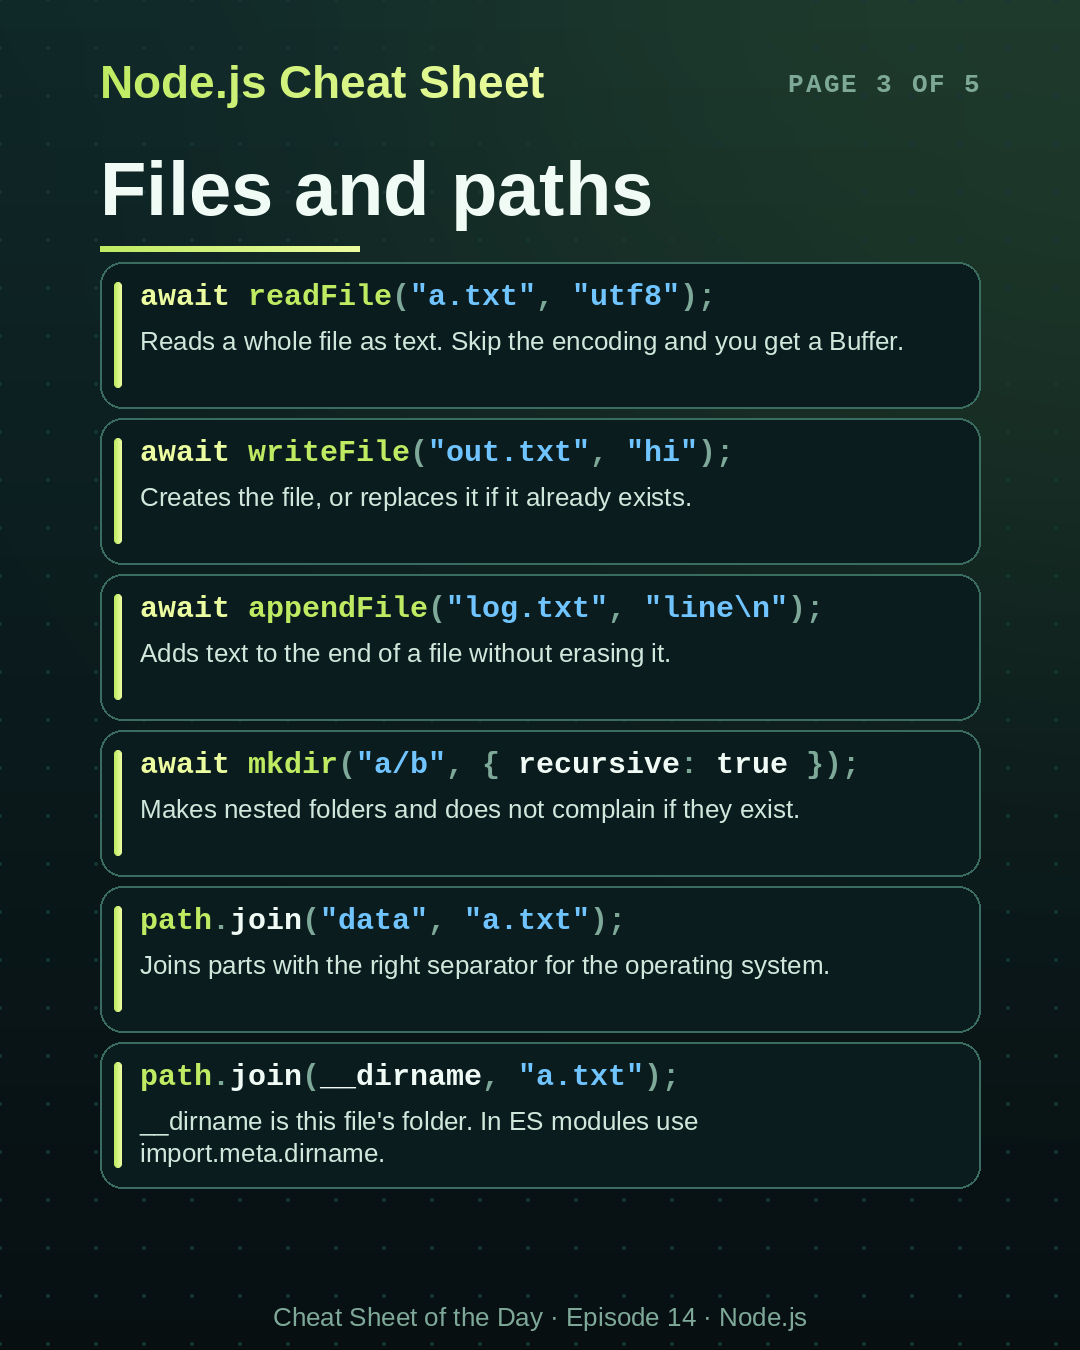 Node.js Cheat Sheet
PAGE 3 OF 5
Files and paths
await readFile("a.txt", "utf8");
Reads a whole file as text. Skip the encoding and you get a Buffer.
await writeFile("out.txt", "hi");
Creates the file, or replaces it if it already exists.
await appendFile("log.txt", "line\n");
Adds text to the end of a file without erasing it.
await mkdir("a/b", { recursive: true });
Makes nested folders and does not complain if they exist.
path.join("data", "a.txt");
Joins parts with the right separator for the operating system.
path.join(__dirname, "a.txt");
__dirname is this file's folder. In ES modules use
import.meta.dirname.
Cheat Sheet of the Day · Episode 14 · Node.js